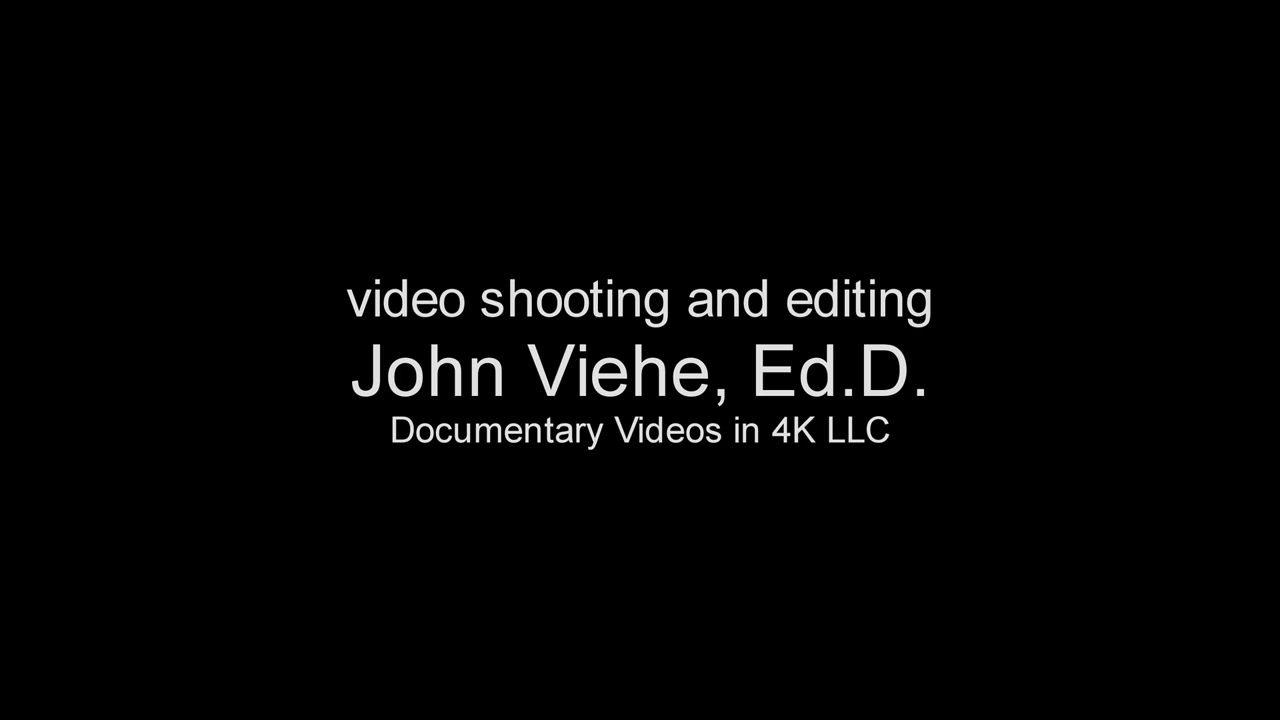 video shooting and editing
John Viehe, Ed.D.
Documentary Videos in 4K LLC